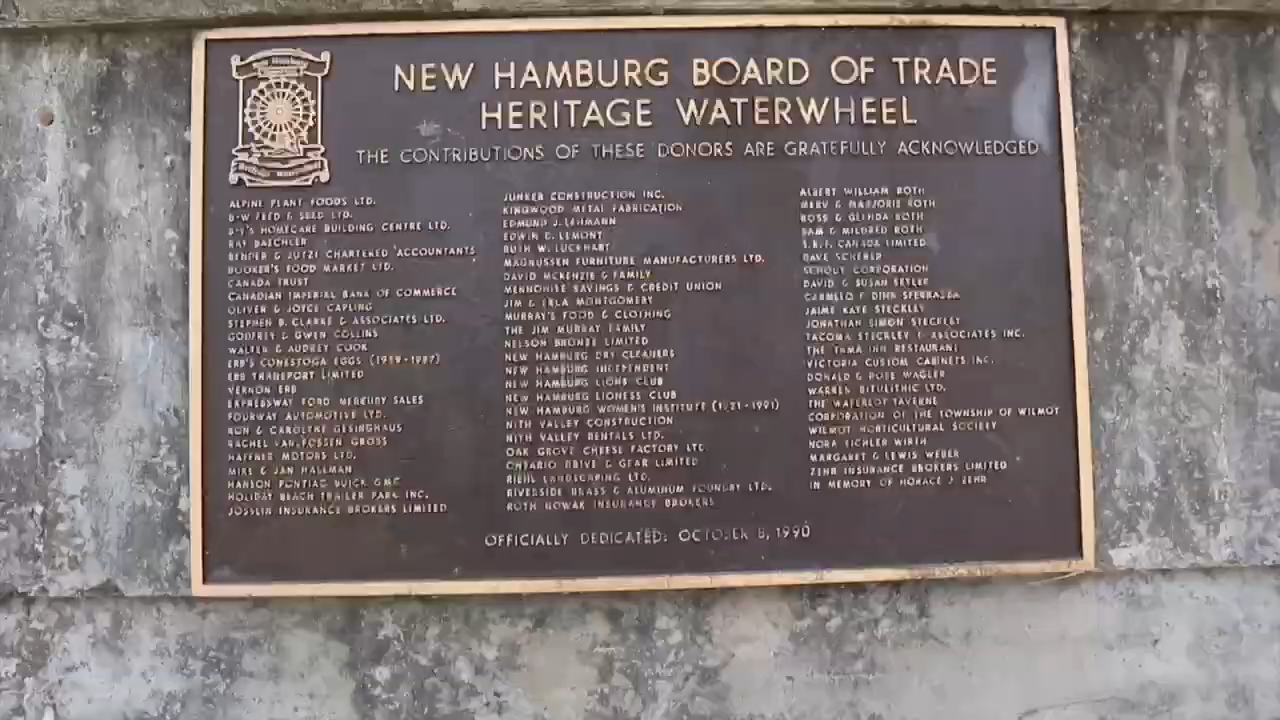 New Hamburg
NEW HAMBURG BOARD OF TRADE
HERITAGE WATERWHEEL
THE CONTRIBUTIONS OF THESE DONORS ARE GRATEFULLY ACKNOWLEDGED
ALPINE PLANT FOODS LTD.
B-W FEED & SEED LTD.
HOMECARE BUILDING CENTRE LTD.
RAY BAECHLER
BENDER & JUTZI CHARTERED ACCOUNTANTS
BOOKER'S FOOD MARKET LTD.
CANADA TRUST
CANADIAN IMPERIAL BANK OF COMMERCE
OLIVER & JOYCE CAPLING
STEPHEN B. CLARKE & ASSOCIATES LTD.
GODFREY & GWEN COLLINS
WALTER & AUDREY COOK
ERB'S CONESTOGA EGGS
ERB TRANSPORT LIMITED
VERNON ERB
EXPRESSWAY FORD MERCURY SALES
FOURWAY AUTOMOTIVE LTD.
RON & CAROLYNE GESINGHAUS
RACHEL VAN FOSSEN GROSS
HAFFNER MOTORS LTD.
MIKE & JAN HALLMAN
HANSON PONTIAC BUICK GMC
HOLIDAY BEACH TRAILER PARK INC.
JOSSLIN INSURANCE BROKERS LIMITED
JUNKER CONSTRUCTION INC.
KINGWOOD METAL FABRICATION
EDMUND J. LEHMANN
EDWIN C. LEMONT
RUTH W. LUCKHART
MAGNUSSEN FURNITURE MANUFACTURERS LTD.
DAVID MCKENZIE & FAMILY
MENNONITE SAVINGS & CREDIT UNION
JIM & MONTGOMERY
MURRAY'S FOOD & CLOTHING
THE JIM MURRAY FAMILY
NELSON BRONZE LIMITED
NEW HAMBURG DRY CLEANERS
NEW HAMBURG INDEPENDENT
NEW HAMBURG LIONS CLUB
NEW HAMBURG LIONESS CLUB
NEW HAMBURG WOMEN'S INSTITUTE
NITH VALLEY CONSTRUCTION
NITH VALLEY RENTALS LTD.
OAK GROVE CHEESE FACTORY LTD.
ONTARIO DRIVE & GEAR LIMITED
RIEHL LANDSCAPING LTD.
RIVERSIDE BRASS & ALUMINUM FOUNDRY LTD.
ROTH NOWAK INSURANCE BROKERS
ALBERT WILLIAM ROTH
MERV & MARJORIE ROTH
ROSS & GLENDA ROTH
SAM & MILDRED ROTH
CANADA LIMITED
DAVE SCHERER
SCHOLY CORPORATION
DAVID & SUSAN SEYLER
JAIME KATE STECKLEY
JONATHAN SIMON STECKLEY
TACOMA STECKLEY & ASSOCIATES INC.
THE RESTAURANT
VICTORIA CUSTOM CABINETS INC.
DONALD & ROSE WAGLER
WARREN BITULITHIC LTD.
THE WATERLOT TAVERNE
CORPORATION OF THE TOWNSHIP OF WILMOT
WILMOT HORTICULTURAL SOCIETY
NORA EICHLER WIRTH
MARGARET & LEWIS WEBER
ZEHR INSURANCE BROKERS LIMITED
IN MEMORY OF HORACE J ZEHR
OFFICIALLY DEDICATED: OCTOBER 8, 1990